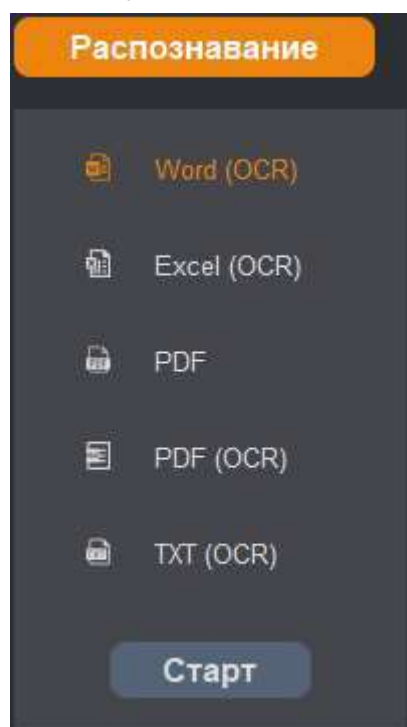 Распознавание
Word (OCR)
Excel (OCR)
PDF
PDF (OCR)
TXT (OCR)
Старт